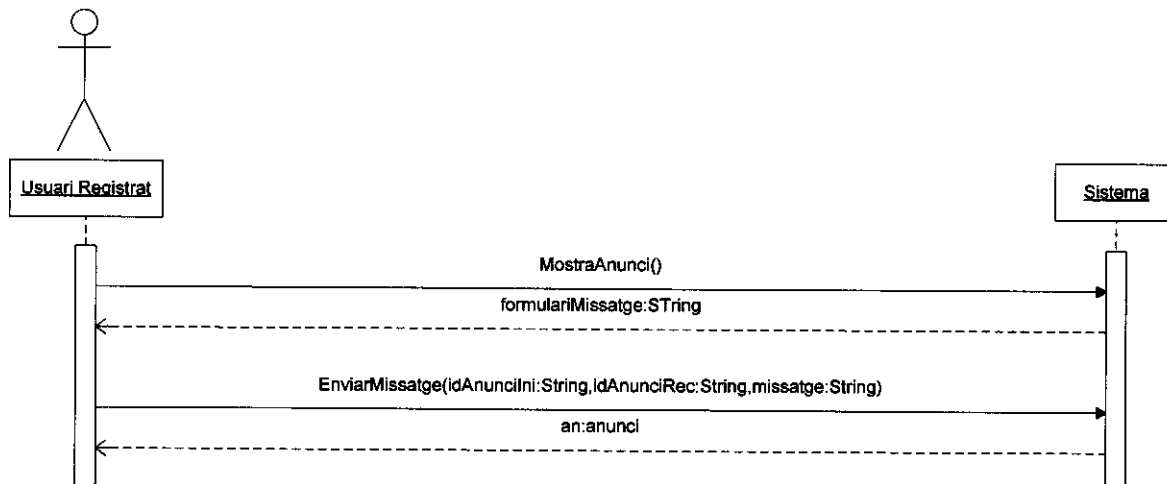 Usuari Registrat
Sistema
MostraAnunci()
formulariMissatge:STring
EnviarMissatge(idAnunciIni:String,idAnunciRec:String,missatge:String)
an:anunci